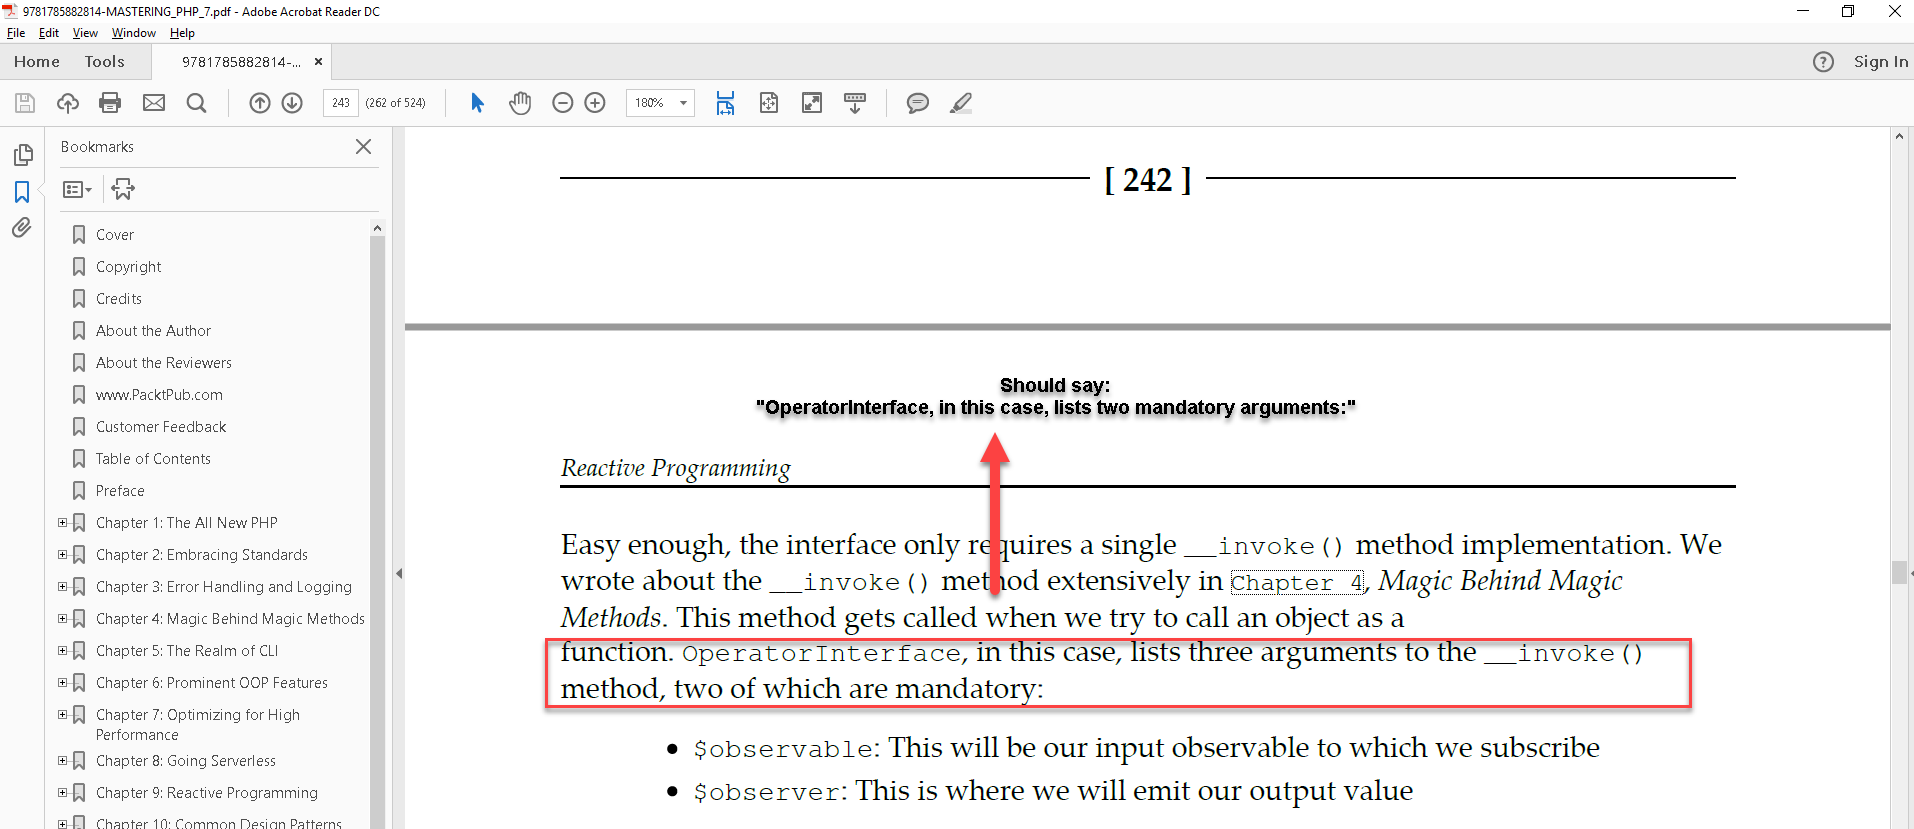 9781785882814-MASTERING_PHP_7.pdf - Adobe Acrobat Reader DC
File Edit View Window Help
Home Tools 9781785882814-... × Sign In
243 (262 of 524) 180%
Bookmarks
Cover
Copyright
Credits
About the Author
About the Reviewers
www.PacktPub.com
Customer Feedback
Table of Contents
Preface
Chapter 1: The All New PHP
Chapter 2: Embracing Standards
Chapter 3: Error Handling and Logging
Chapter 4: Magic Behind Magic Methods
Chapter 5: The Realm of CLI
Chapter 6: Prominent OOP Features
Chapter 7: Optimizing for High
Performance
Chapter 8: Going Serverless
Chapter 9: Reactive Programming
Chapter 10: Common Design Patterns
[ 242 ]
Should say:
"OperatorInterface, in this case, lists two mandatory arguments:"
Reactive Programming
Easy enough, the interface only requires a single __invoke() method implementation. We
wrote about the __invoke() method extensively in Chapter 4, Magic Behind Magic
Methods. This method gets called when we try to call an object as a
function. OperatorInterface, in this case, lists three arguments to the __invoke()
method, two of which are mandatory:
• $observable: This will be our input observable to which we subscribe
• $observer: This is where we will emit our output value